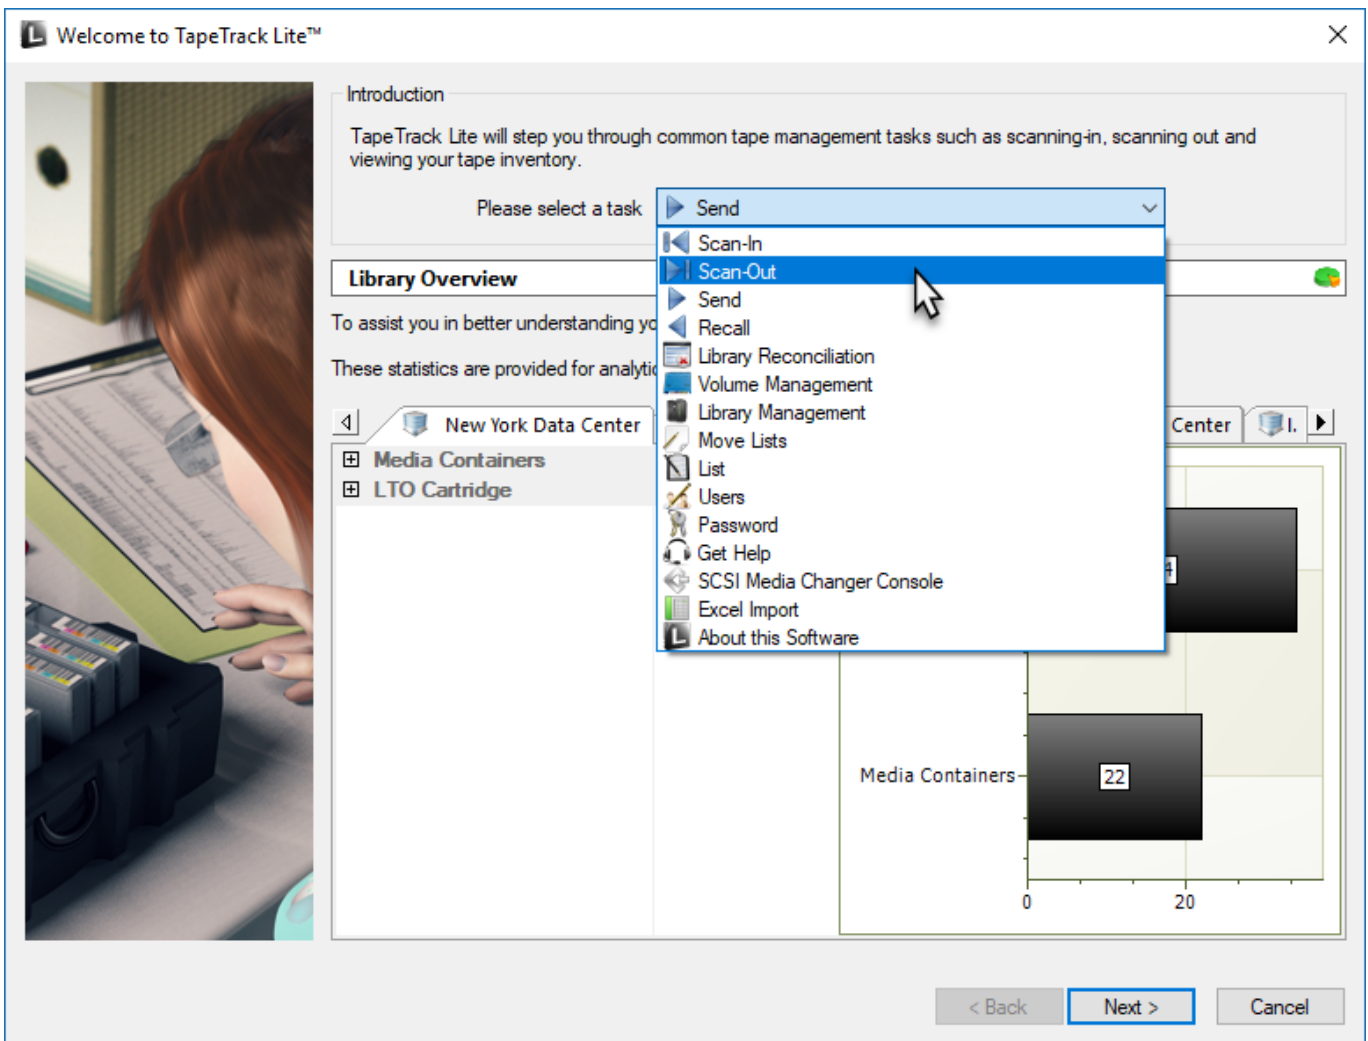 Welcome to TapeTrack Lite™
Introduction
TapeTrack Lite will step you through common tape management tasks such as scanning-in, scanning out and
viewing your tape inventory.
Please select a task
Send
Scan-In
Scan-Out
Send
Recall
Library Reconciliation
Volume Management
Library Management
Move Lists
List
Users
Password
Get Help
SCSI Media Changer Console
Excel Import
About this Software
Library Overview
To assist you in better understanding
These statistics are provided for
New York Data Center
Center
Media Containers
LTO Cartridge
4
Media Containers
22
0
20
< Back
Next >
Cancel